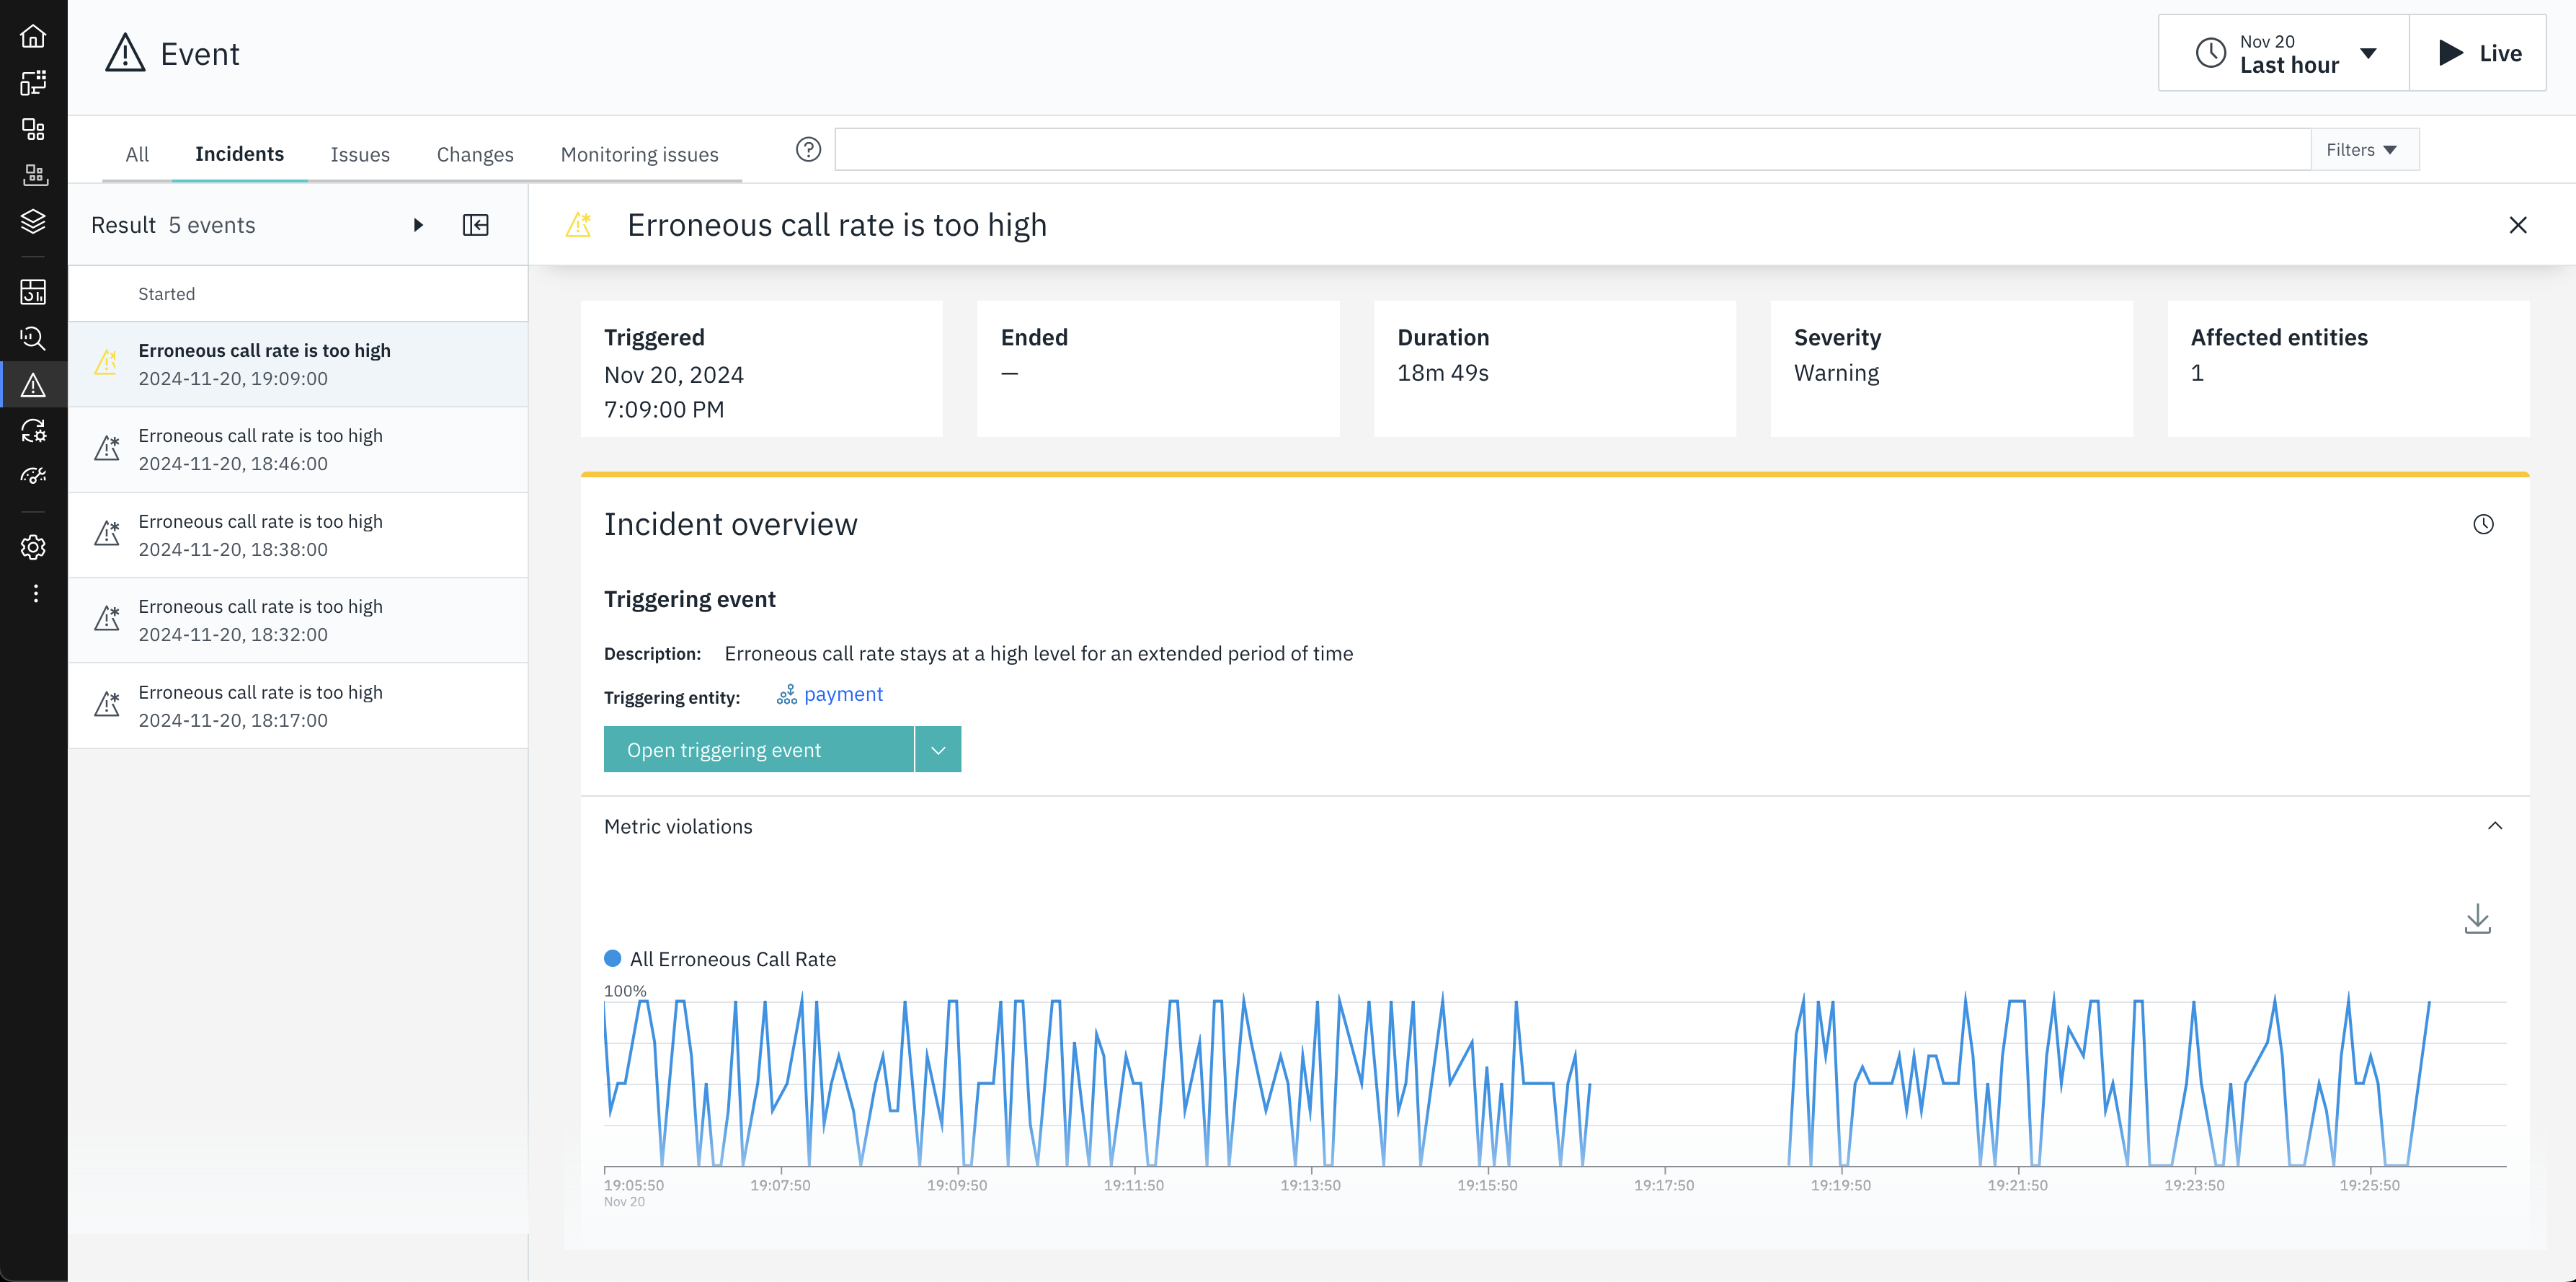 Event
Nov 20
Last hour
Live
All
Incidents
Issues
Changes
Monitoring issues
Filters
Result 5 events
Started
Erroneous call rate is too high
2024-11-20, 19:09:00
Erroneous call rate is too high
2024-11-20, 18:46:00
Erroneous call rate is too high
2024-11-20, 18:38:00
Erroneous call rate is too high
2024-11-20, 18:32:00
Erroneous call rate is too high
2024-11-20, 18:17:00
Erroneous call rate is too high
Triggered
Nov 20, 2024
7:09:00 PM
Ended
—
Duration
18m 49s
Severity
Warning
Affected entities
1
Incident overview
Triggering event
Description: Erroneous call rate stays at a high level for an extended period of time
Triggering entity: payment
Open triggering event
Metric violations
All Erroneous Call Rate
100%
19:05:50
Nov 20
19:07:50
19:09:50
19:11:50
19:13:50
19:15:50
19:17:50
19:19:50
19:21:50
19:23:50
19:25:50